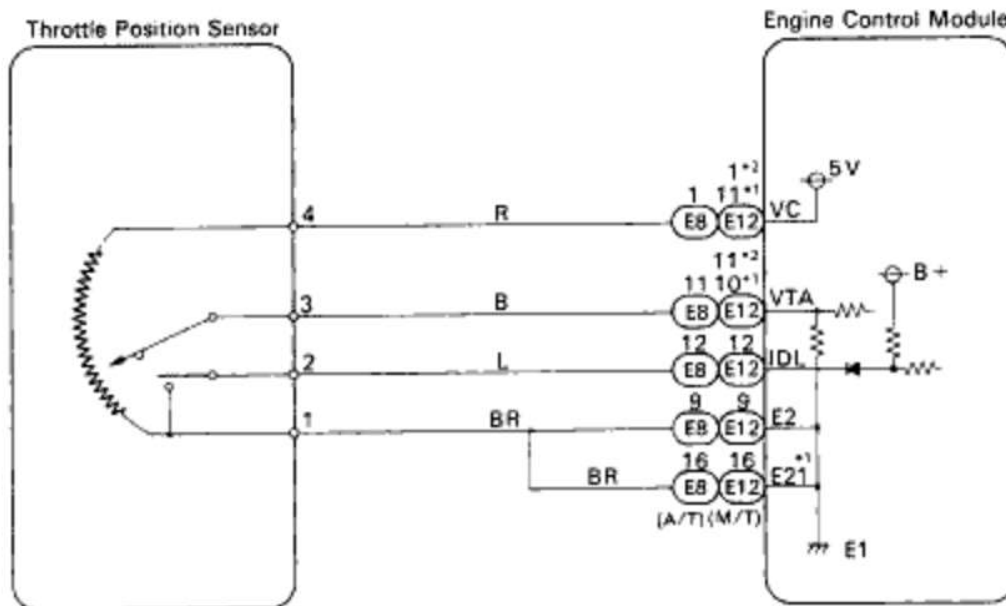 Throttle Position Sensor
Engine Control Module
1*2
5 V
4
R
1
11*1
E8
E12
VC
11*2
B +
3
B
11
10*1
E8
E12
VTA
2
L
12
12
E8
E12
IDL
1
BR
9
9
E8
E12
E2
BR
16
16
E8
E12
E21*1
(A/T) (M/T)
E1